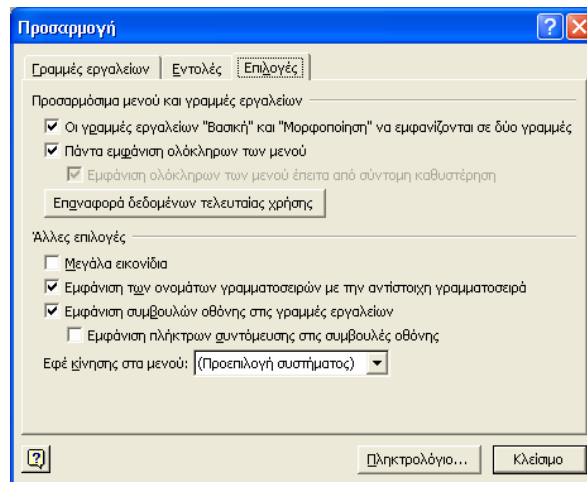 Προσαρμογή
Γραμμές εργαλείων Εντολές Επιλογές
Προσαρμόσιμα μενού και γραμμές εργαλείων
Οι γραμμές εργαλείων "Βασική" και "Μορφοποίηση" να εμφανίζονται σε δύο γραμμές
Πάντα εμφάνιση ολόκληρων των μενού
Εμφάνιση ολόκληρων των μενού έπειτα από σύντομη καθυστέρηση
Επαναφορά δεδομένων τελευταίας χρήσης
Άλλες επιλογές
Μεγάλα εικονίδια
Εμφάνιση των ονομάτων γραμματοσειρών με την αντίστοιχη γραμματοσειρά
Εμφάνιση συμβουλών οθόνης στις γραμμές εργαλείων
Εμφάνιση πλήκτρων συντόμευσης στις συμβουλές οθόνης
Εφέ κίνησης στα μενού: (Προεπιλογή συστήματος)
Πληκτρολόγιο... Κλείσιμο